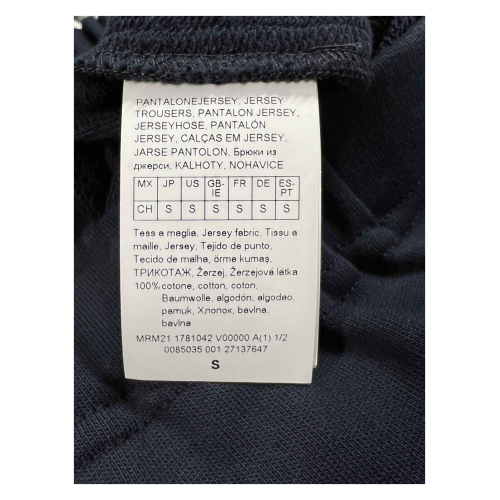 PANTALONEJERSEY, JERSEY
TROUSERS, PANTALON JERSEY,
JERSEYHOSE, PANTALÓN
JERSEY, CALÇAS EM JERSEY,
JARSE PANTOLON, Брюки из
джерси, KALHOTY, NOHAVICE
MX JP US GB-IE FR DE ES-PT
CH S S S S S S
Tess a maglia, Jersey fabric, Tissu a
maille, Jersey, Tejido de punto,
Tecido de malha, örme kumaş,
ТРИКОТАЖ, Žerzej, Žerzejová látka
100% cotone, cotton, coton,
Baumwolle, algodón, algodao,
pamuk, Хлопок, bavlna,
bavlna
MRM21 1781042 V00000 A(1) 1/2
0085035 001 27137647
S